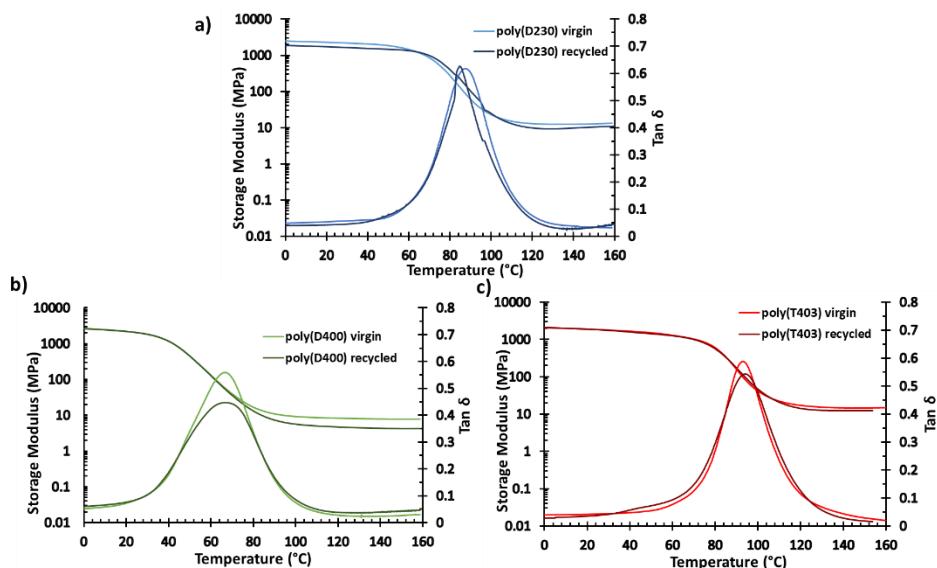 a)
poly(D230) virgin
poly(D230) recycled
Storage Modulus (MPa)
10000
1000
100
10
1
0.1
0.01
0.8
0.7
0.6
0.5
0.4
0.3
0.2
0.1
0
Tan δ
0 20 40 60 80 100 120 140 160
Temperature (°C)
b)
poly(D400) virgin
poly(D400) recycled
Storage Modulus (MPa)
10000
1000
100
10
1
0.1
0.01
0.8
0.7
0.6
0.5
0.4
0.3
0.2
0.1
0
Tan δ
0 20 40 60 80 100 120 140 160
Temperature (°C)
c)
poly(T403) virgin
poly(T403) recycled
Storage Modulus (MPa)
10000
1000
100
10
1
0.1
0.01
0.8
0.7
0.6
0.5
0.4
0.3
0.2
0.1
0
Tan δ
0 20 40 60 80 100 120 140 160
Temperature (°C)